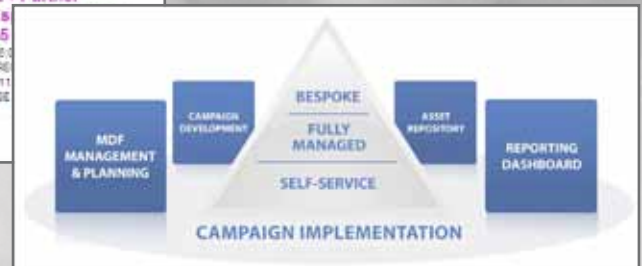 BESPOKE
FULLY
MANAGED
SELF-SERVICE
MDF
MANAGEMENT
& PLANNING
CAMPAIGN
DEVELOPMENT
ASSET
REPOSITORY
REPORTING
DASHBOARD
CAMPAIGN IMPLEMENTATION